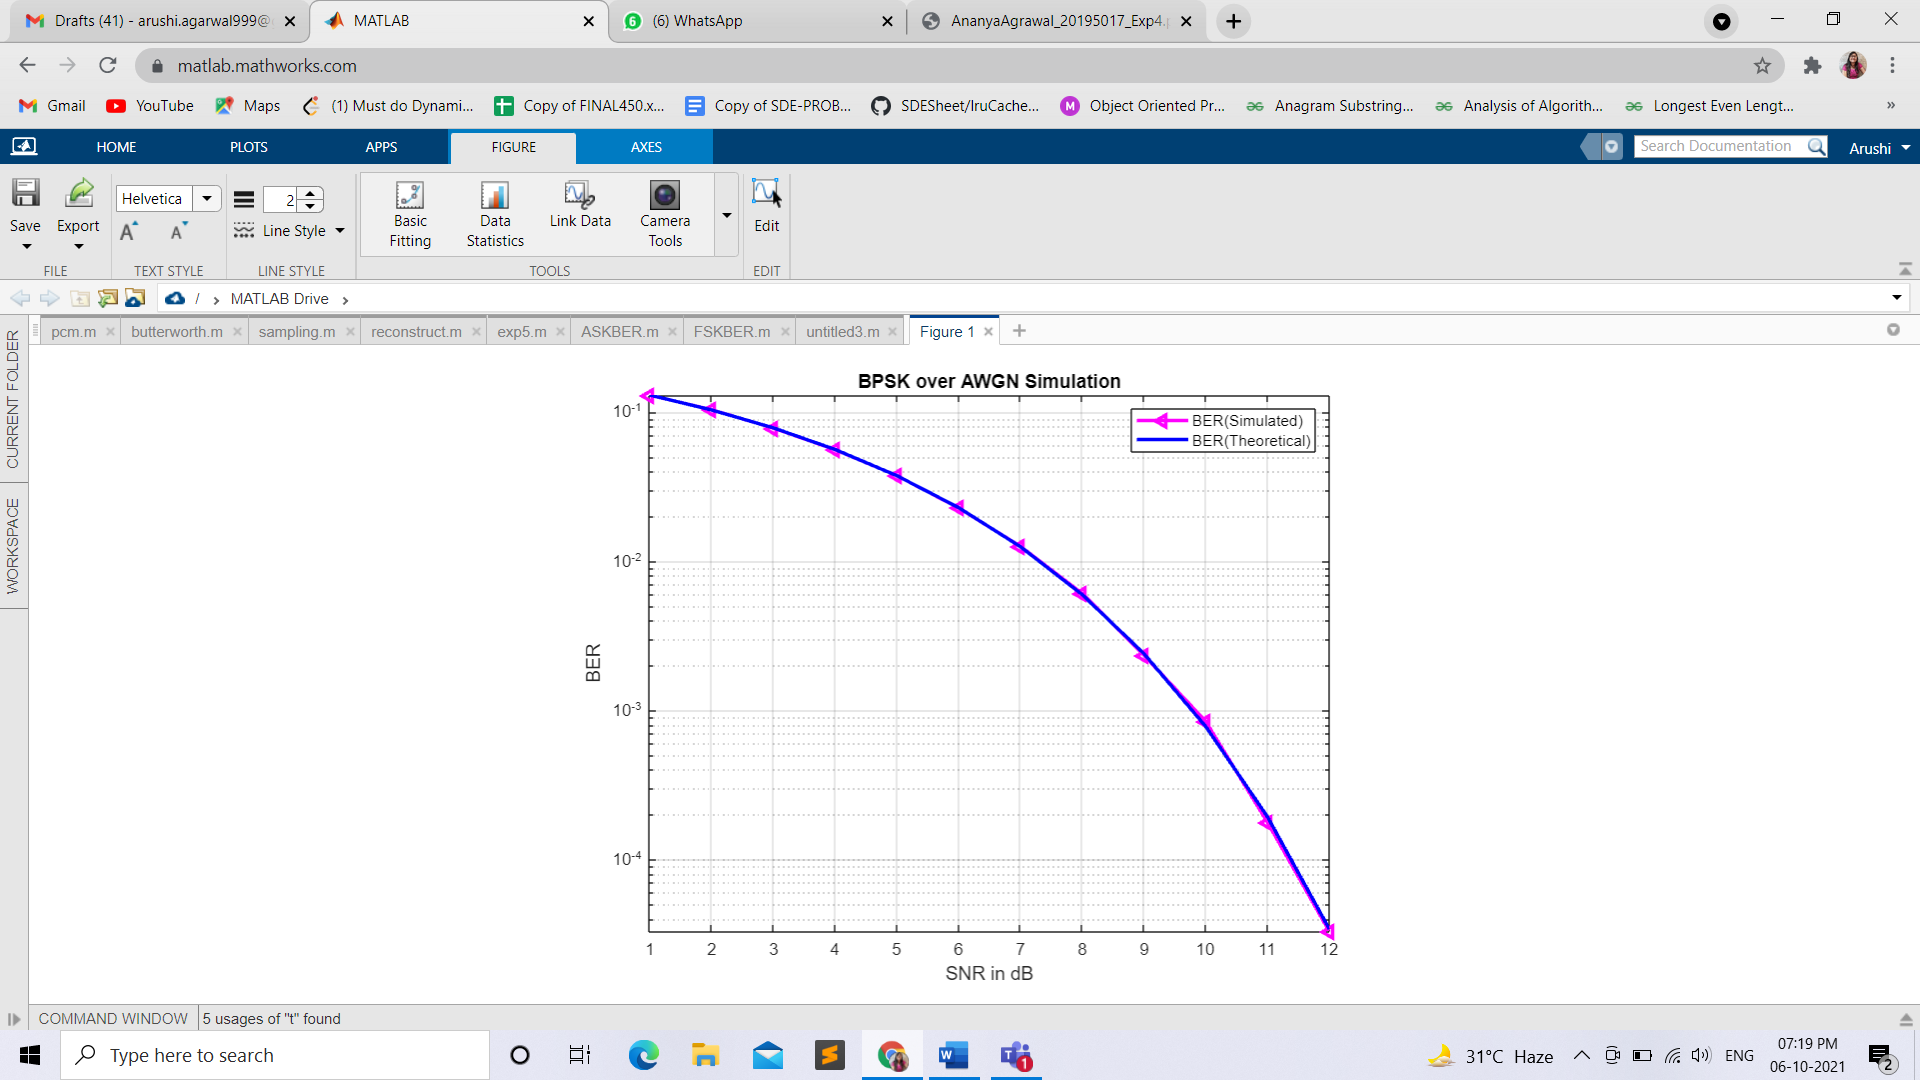 Drafts (41) - arushi.agarwal999@
MATLAB
(6) WhatsApp
AnanyaAgrawal_20195017_Exp4.
matlab.mathworks.com
Gmail
YouTube
Maps
(1) Must do Dynami...
Copy of FINAL450.x...
Copy of SDE-PROB...
SDESheet/lruCache...
Object Oriented Pr...
Anagram Substring...
Analysis of Algorith...
Longest Even Lengt...
HOME
PLOTS
APPS
FIGURE
AXES
Search Documentation
Arushi
Save
Export
FILE
Helvetica
TEXT STYLE
2
Line Style
LINE STYLE
Basic
Fitting
Data
Statistics
Link Data
Camera
Tools
TOOLS
Edit
EDIT
/ › MATLAB Drive ›
pcm.m
butterworth.m
sampling.m
reconstruct.m
exp5.m
ASKBER.m
FSKBER.m
untitled3.m
Figure 1
CURRENT FOLDER
WORKSPACE
BPSK over AWGN Simulation
BER(Simulated)
BER(Theoretical)
10-1
10-2
10-3
10-4
BER
1 2 3 4 5 6 7 8 9 10 11 12
SNR in dB
COMMAND WINDOW
5 usages of "t" found
Type here to search
1
31°C Haze
ENG
07:19 PM
06-10-2021
2